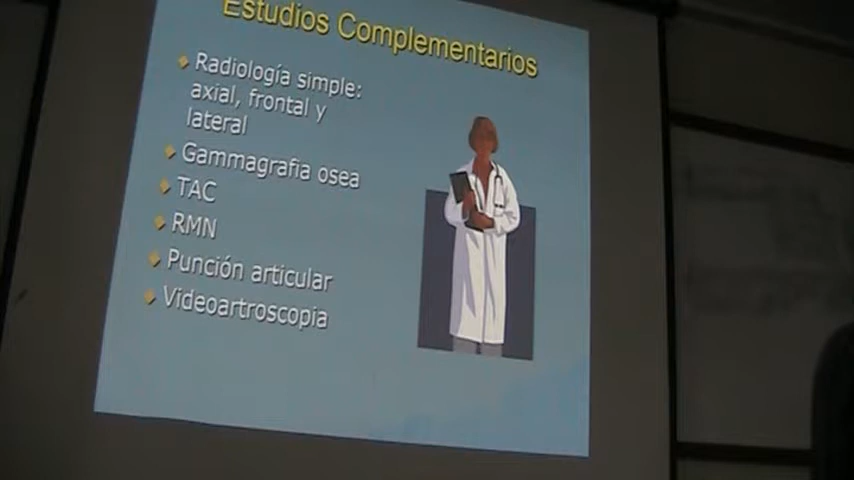 Estudios Complementarios
Radiología simple:
axial, frontal y
lateral
Gammagrafia osea
TAC
RMN
Punción articular
Videoartroscopia